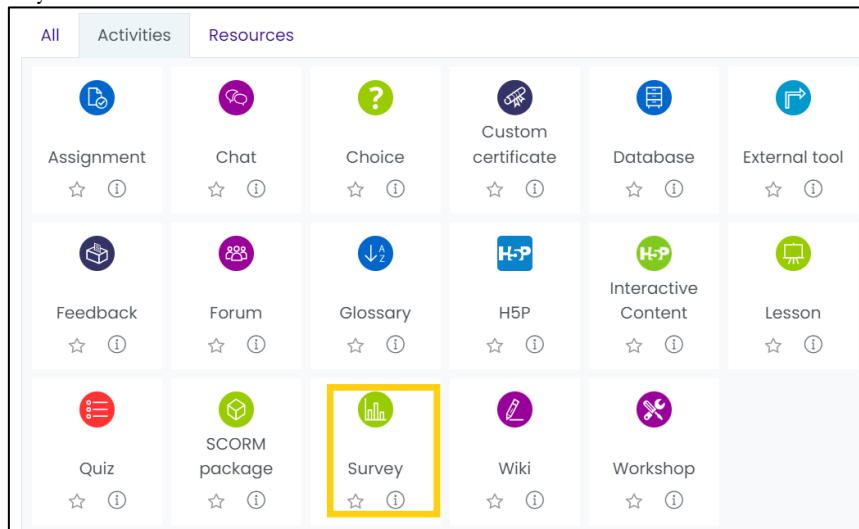 All Activities Resources
Assignment
Chat
Choice
Custom
certificate
Database
External tool
Feedback
Forum
Glossary
H5P
Interactive
Content
Lesson
Quiz
SCORM
package
Survey
Wiki
Workshop